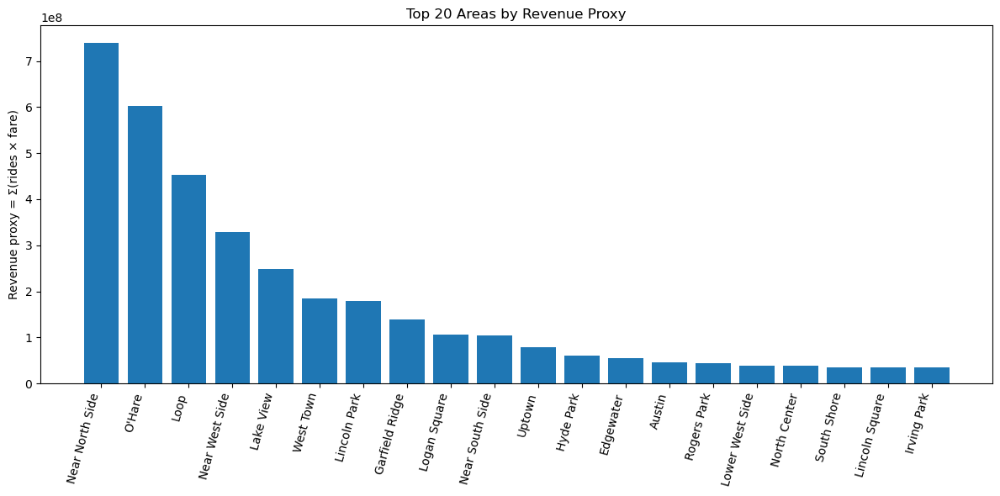 Top 20 Areas by Revenue Proxy
1e8
Revenue proxy = Σ(rides × fare)
7
6
5
4
3
2
1
0
Near North Side
O'Hare
Loop
Near West Side
Lake View
West Town
Lincoln Park
Garfield Ridge
Logan Square
Near South Side
Uptown
Hyde Park
Edgewater
Austin
Rogers Park
Lower West Side
North Center
South Shore
Lincoln Square
Irving Park